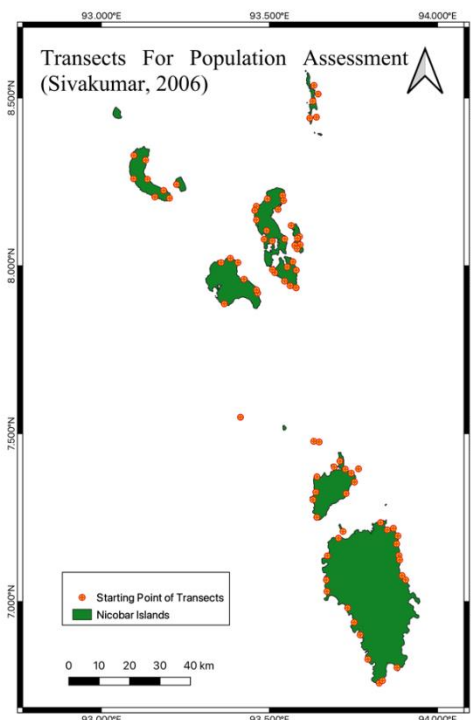 93.000°E 93.500°E 94.000°E
Transects For Population Assessment
(Sivakumar, 2006)
8.500°N
8.000°N
7.500°N
7.000°N
Starting Point of Transects
Nicobar Islands
0 10 20 30 40 km
93.000°E 93.500°E 94.000°E